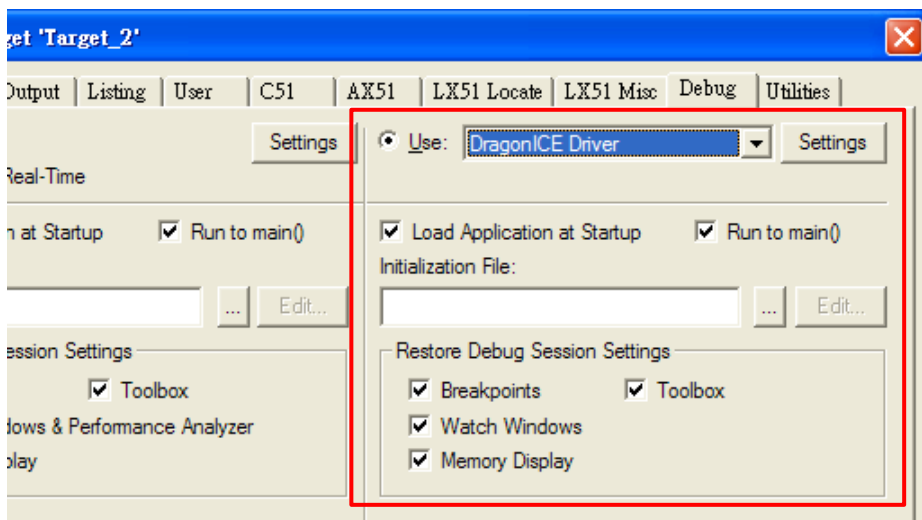 get 'Target_2'
Output Listing User C51 AX51 LX51 Locate LX51 Misc Debug Utilities
Settings
Real-Time
n at Startup Run to main()
... Edit...
ession Settings
Toolbox
dows & Performance Analyzer
play
Use: DragonICE Driver Settings
Load Application at Startup Run to main()
Initialization File:
... Edit...
Restore Debug Session Settings
Breakpoints Toolbox
Watch Windows
Memory Display